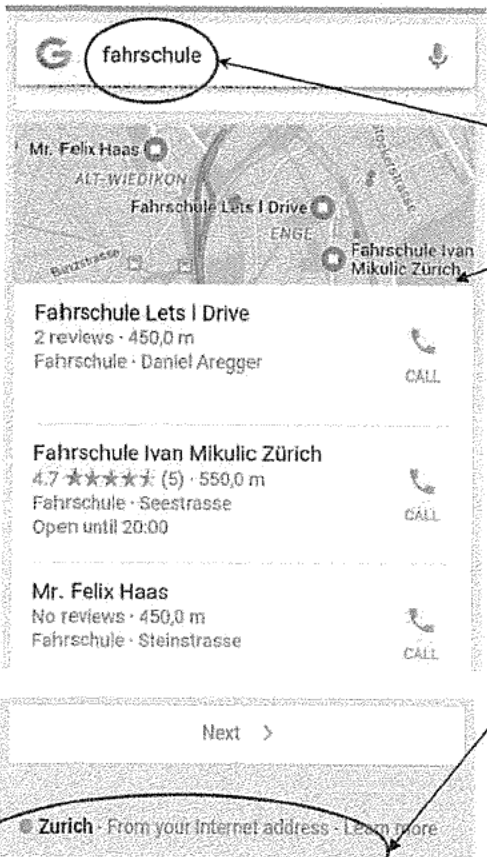 G fahrschule
Mr. Felix Haas
ALT-WIEDIKON
Fahrschule Lets I Drive
ENGE
Fahrschule Ivan
Mikulic Zürich
Fahrschule Lets I Drive
2 reviews · 450,0 m
Fahrschule · Daniel Aregger
CALL
Fahrschule Ivan Mikulic Zürich
4.7 ★★★★★ (5) · 550,0 m
Fahrschule · Seestrasse
Open until 20:00
CALL
Mr. Felix Haas
No reviews · 450,0 m
Fahrschule · Steinstrasse
CALL
Next >
Zurich - From your Internet address - Learn more